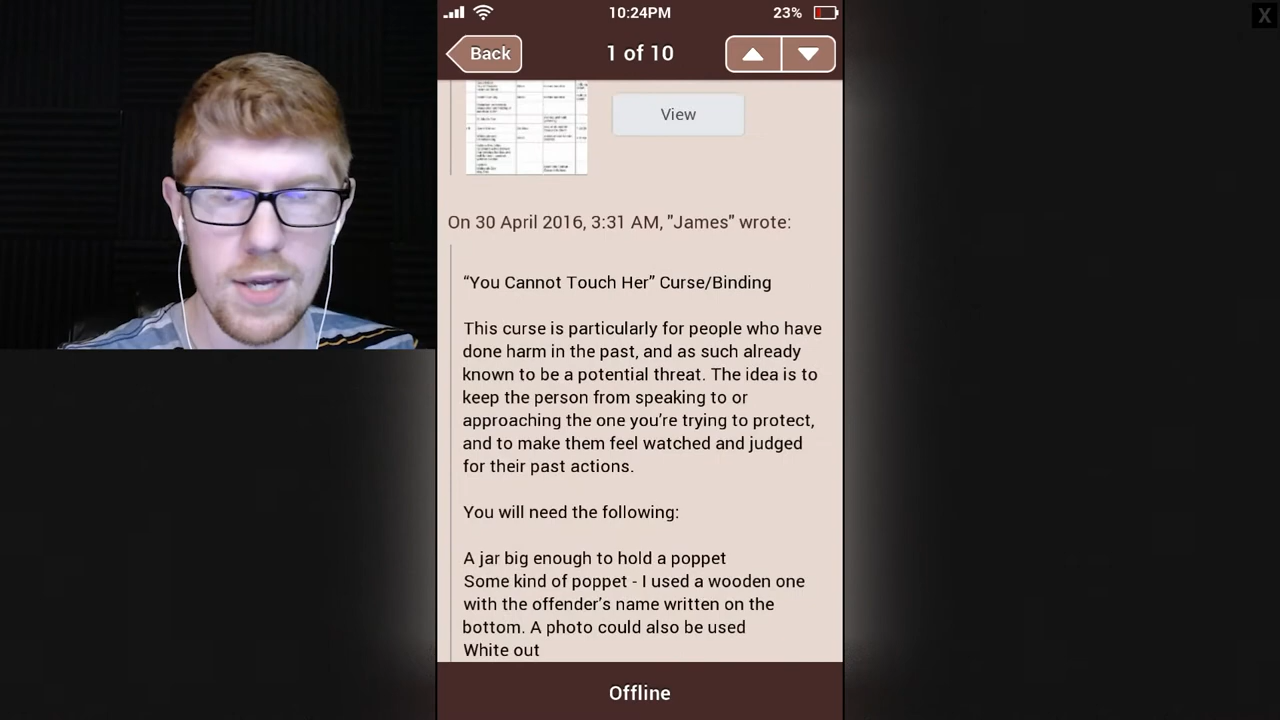 10:24PM
23%
X
Back
1 of 10
View
On 30 April 2016, 3:31 AM, "James" wrote:
“You Cannot Touch Her” Curse/Binding
This curse is particularly for people who have
done harm in the past, and as such already
known to be a potential threat. The idea is to
keep the person from speaking to or
approaching the one you’re trying to protect,
and to make them feel watched and judged
for their past actions.
You will need the following:
A jar big enough to hold a poppet
Some kind of poppet - I used a wooden one
with the offender’s name written on the
bottom. A photo could also be used
White out
Offline